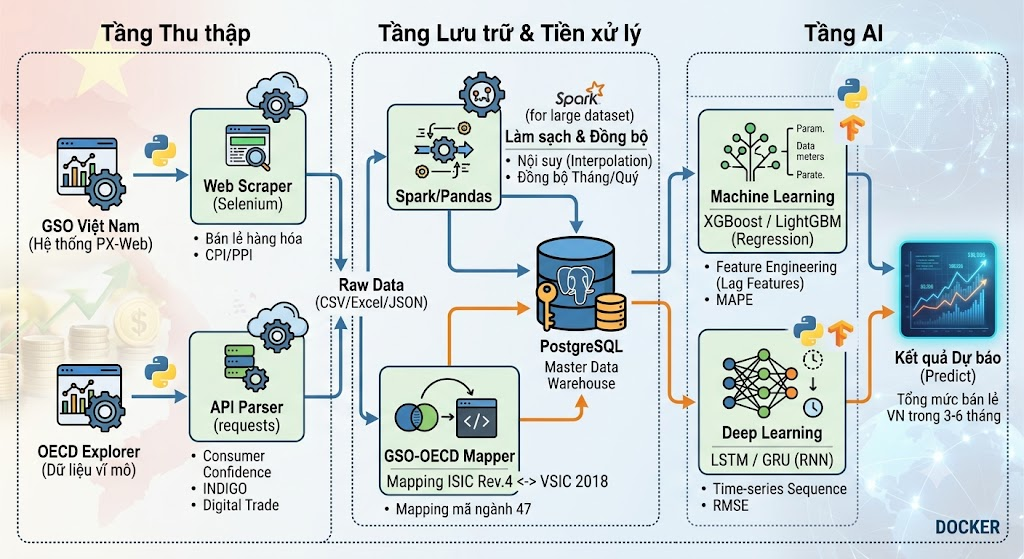 Tầng Thu thập
GSO Việt Nam
(Hệ thống PX-Web)
Web Scraper
(Selenium)
• Bán lẻ hàng hóa
• CPI/PPI
OECD Explorer
(Dữ liệu vĩ mô)
API Parser
(requests)
• Consumer
Confidence
• INDIGO
• Digital Trade
Raw Data
(CSV/Excel/JSON)
Tầng Lưu trữ & Tiền xử lý
Spark/Pandas
Spark
(for large dataset)
Làm sạch & Đồng bộ
• Nội suy (Interpolation)
• Đồng bộ Tháng/Quý
PostgreSQL
Master Data
Warehouse
</>
GSO-OECD Mapper
Mapping ISIC Rev.4 <-> VSIC 2018
• Mapping mã ngành 47
Tầng AI
Param.
Data
meters
Parate.
Machine Learning
XGBoost / LightGBM
(Regression)
• Feature Engineering
(Lag Features)
• MAPE
Deep Learning
LSTM / GRU (RNN)
• Time-series Sequence
• RMSE
Kết quả Dự báo
(Predict)
Tổng mức bán lẻ
VN trong 3-6 tháng
DOCKER